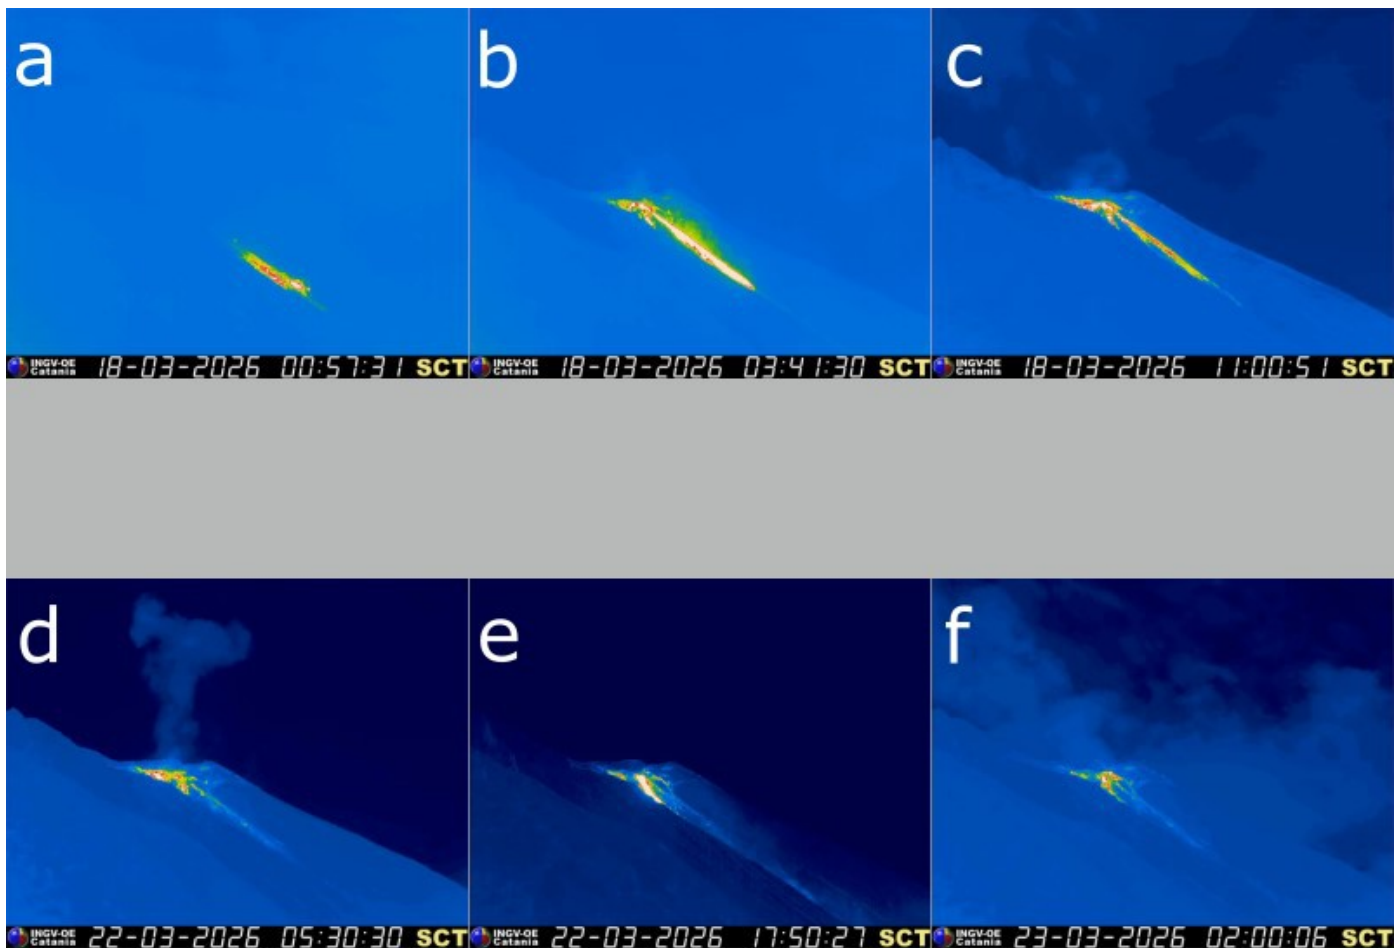 a
b
c
INGV-OE
Catania
18-03-2026 00:57:31 SCT
INGV-OE
Catania
18-03-2026 03:41:30 SCT
INGV-OE
Catania
18-03-2026 11:00:51 SCT
d
e
f
INGV-OE
Catania
22-03-2026 05:30:30 SCT
INGV-OE
Catania
22-03-2026 17:50:27 SCT
INGV-OE
Catania
23-03-2026 02:00:06 SCT